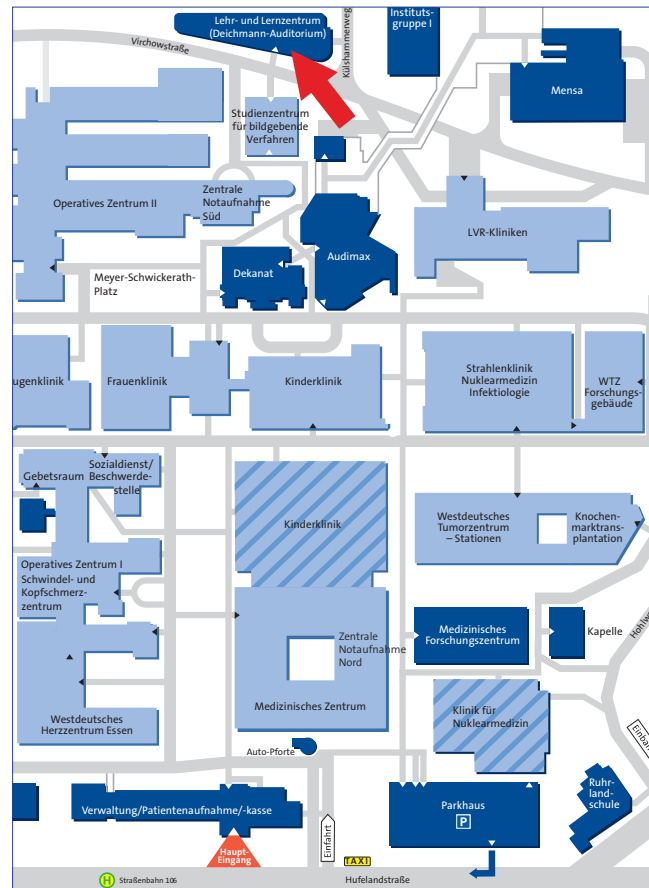 Lehr- und Lernzentrum
(Deichmann-Auditorium)
Virchowstraße
Külshammerweg
Instituts-
gruppe I
Mensa
Studienzentrum
für bildgebende
Verfahren
Operatives Zentrum II
Zentrale
Notaufnahme
Süd
LVR-Kliniken
Audimax
Dekanat
Meyer-Schwickerath-
Platz
ugenklinik
Frauenklinik
Kinderklinik
Strahlenklinik
Nuklearmedizin
Infektiologie
WTZ
Forschungs-
gebäude
Gebetsraum
Sozialdienst/
Beschwerde-
stelle
Kinderklinik
Westdeutsches
Tumorzentrum
– Stationen
Knochen-
marktrans-
plantation
Operatives Zentrum I
Schwindel- und
Kopfschmerz-
zentrum
Zentrale
Notaufnahme
Nord
Medizinisches
Forschungszentrum
Kapelle
Hohlw
Medizinisches Zentrum
Klinik für
Nuklearmedizin
Westdeutsches
Herzzentrum Essen
Einbah
Auto-Pforte
Ruhr-
land-
schule
Verwaltung/Patientenaufnahme/-kasse
Parkhaus
P
Haupt-
Eingang
Einfahrt
TAXI
H Straßenbahn 106
Hufelandstraße